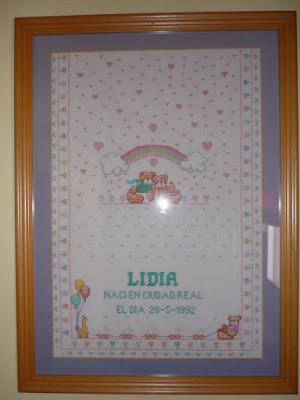 LIDIA
NACI EN CIUDAD REAL
EL DIA 28-5-1992